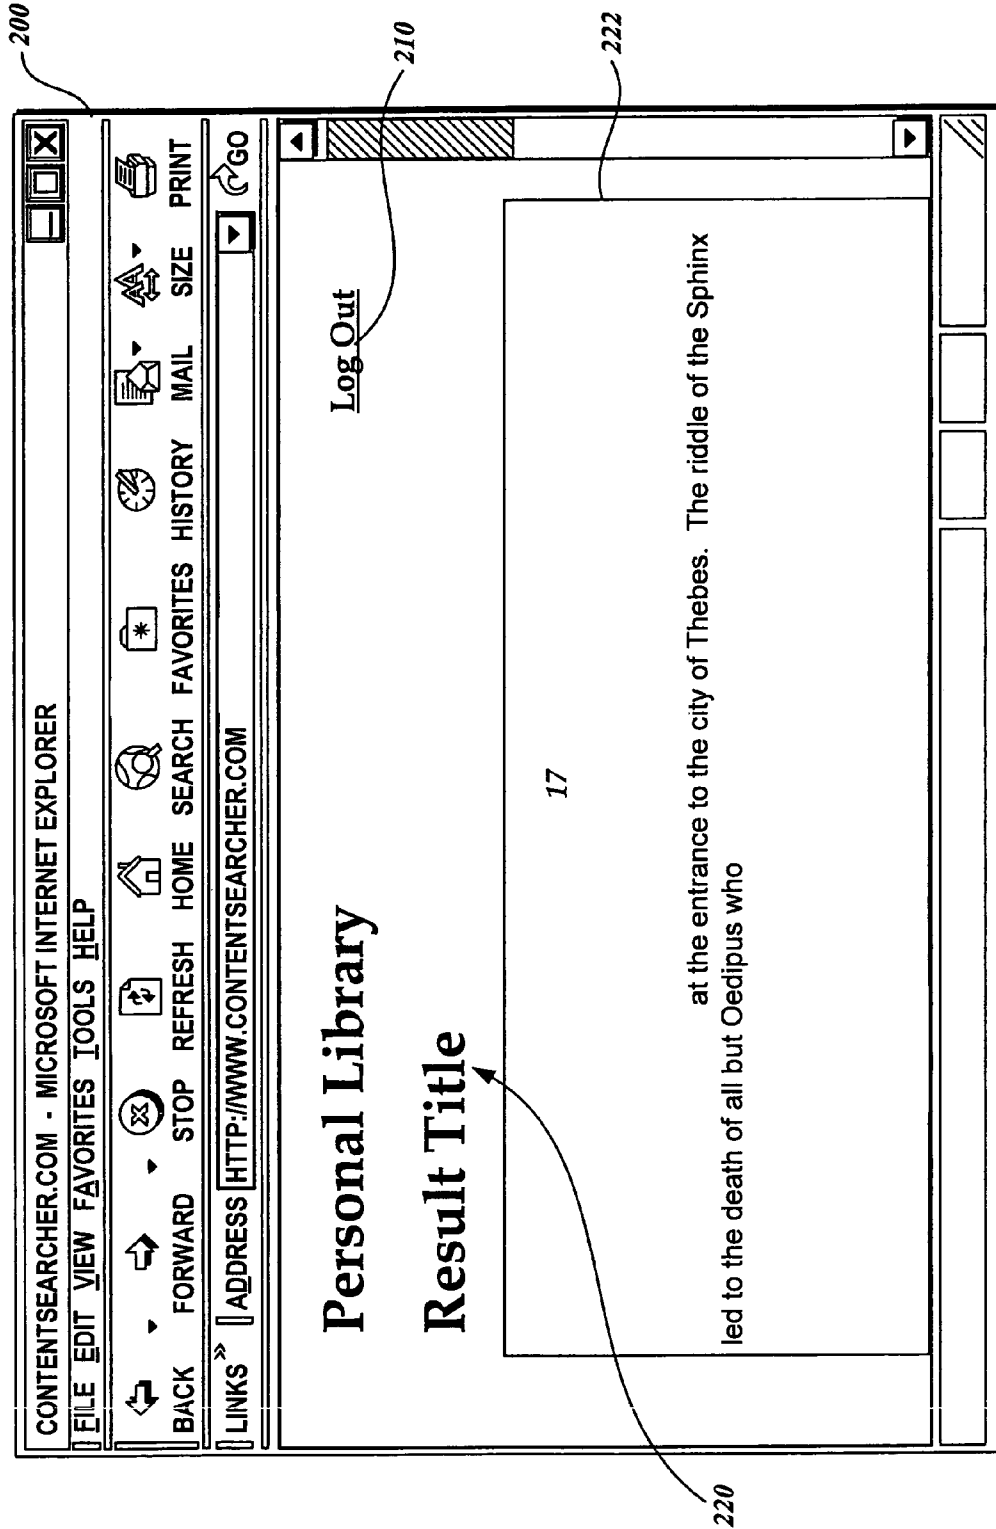 200
CONTENTSEARCHER.COM - MICROSOFT INTERNET EXPLORER
FILE EDIT VIEW FAVORITES TOOLS HELP
BACK FORWARD STOP REFRESH HOME SEARCH FAVORITES HISTORY MAIL SIZE PRINT
LINKS » ADDRESS HTTP://WWW.CONTENTSEARCHER.COM GO
Personal Library
Log Out
210
Result Title
220
222
17
at the entrance to the city of Thebes. The riddle of the Sphinx
led to the death of all but Oedipus who